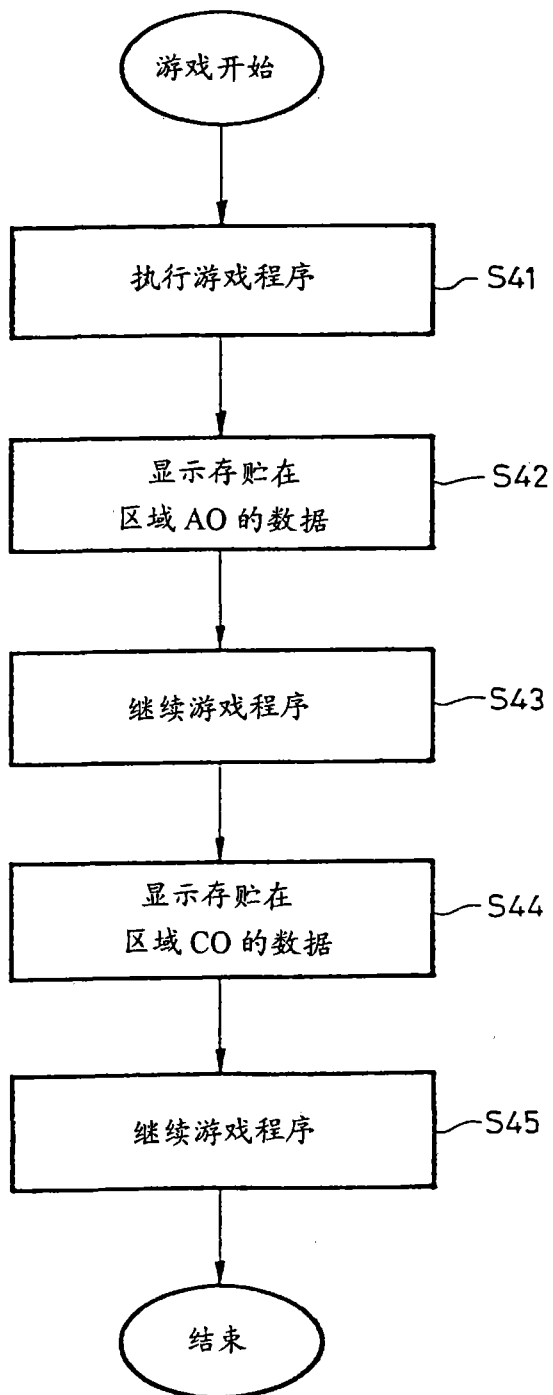 游戏开始
执行游戏程序
S41
显示存贮在
区域 AO 的数据
S42
继续游戏程序
S43
显示存贮在
区域 CO 的数据
S44
继续游戏程序
S45
结束